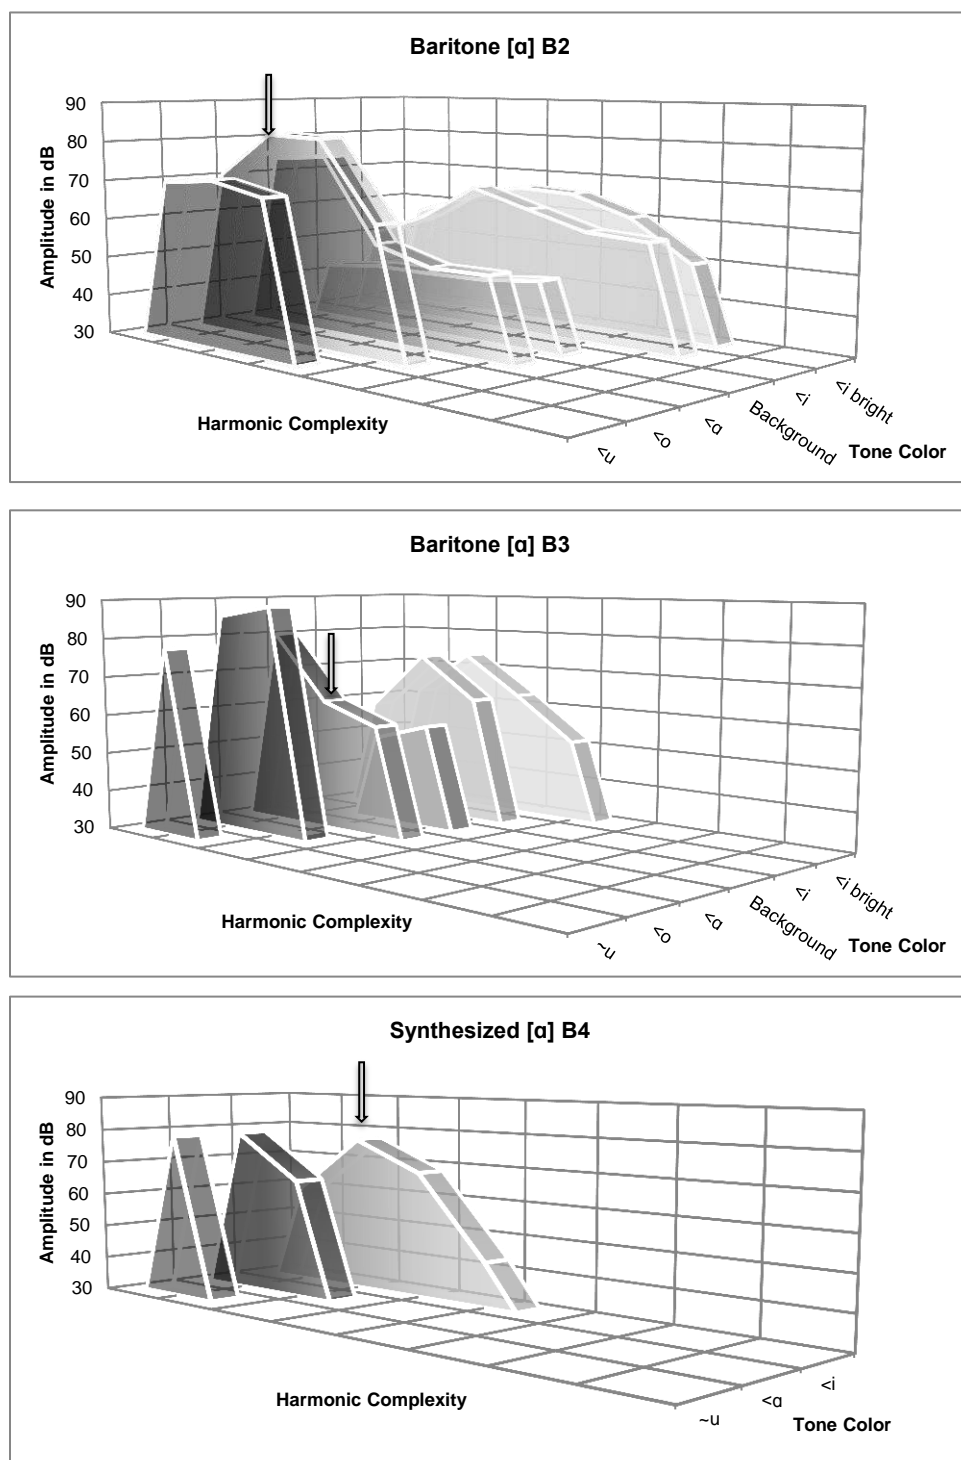 Baritone [ɑ] B2
90
80
70
60
50
40
30
Amplitude in dB
Harmonic Complexity
<u
<o
<ɑ
Background
<i
<i bright
Tone Color
Baritone [ɑ] B3
90
80
70
60
50
40
30
Amplitude in dB
Harmonic Complexity
~u
<o
<ɑ
Background
<i
<i bright
Tone Color
Synthesized [ɑ] B4
90
80
70
60
50
40
30
Amplitude in dB
Harmonic Complexity
~u
<ɑ
<i
Tone Color